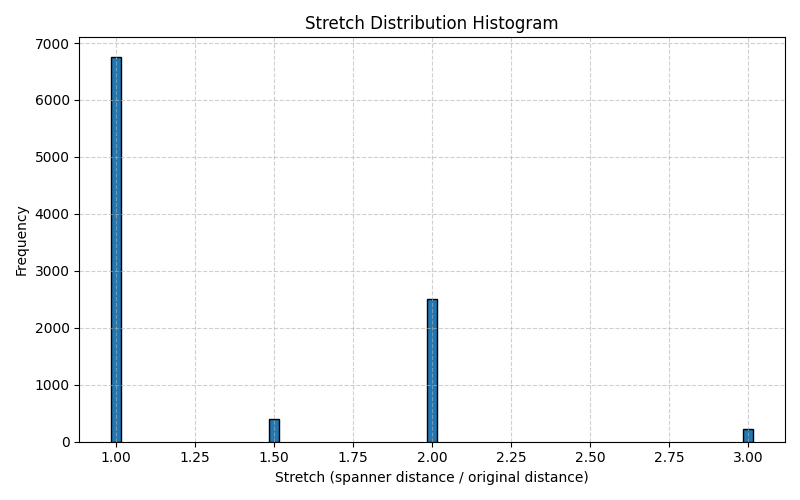 Stretch Distribution Histogram
7000
6000
5000
4000
3000
2000
1000
0
Frequency
1.00 1.25 1.50 1.75 2.00 2.25 2.50 2.75 3.00
Stretch (spanner distance / original distance)